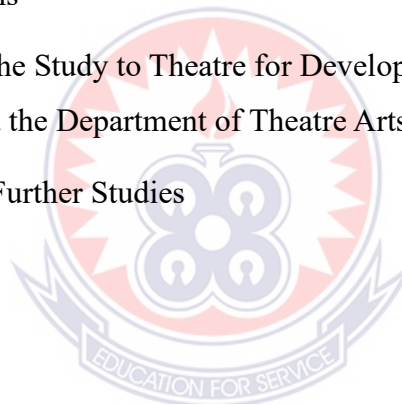 he Study to Theatre for Develop
the Department of Theatre Arts
Further Studies
EDUCATION FOR SERVICE